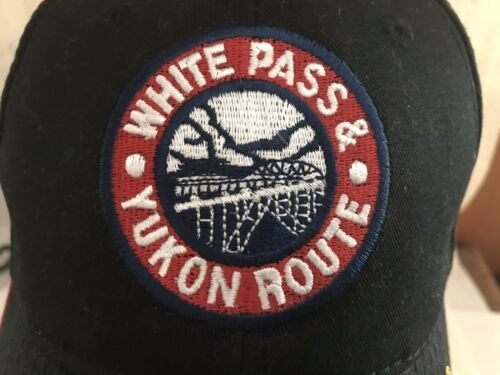 WHITE PASS &
YUKON ROUTE